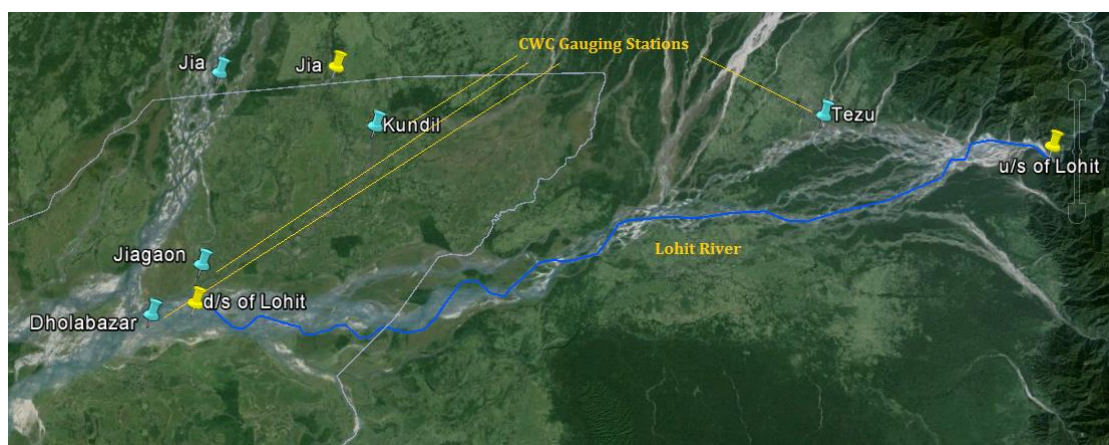 CWC Gauging Stations
Jia
Jia
Kundil
Tezu
u/s of Lohit
Jiagaon
Lohit River
d/s of Lohit
Dholabazar